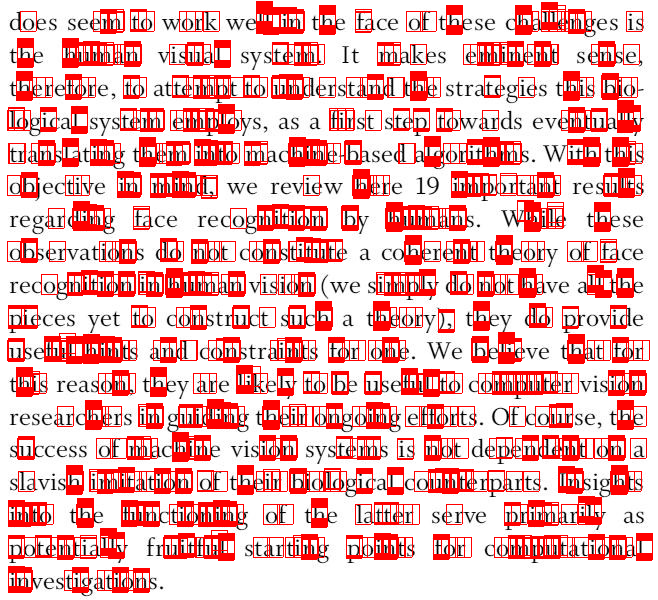 does seem to work well in the face of these challenges is
the human visual system. It makes eminent sense,
therefore, to attempt to understand the strategies this bio-
logical system employs, as a first step towards eventually
translating them into machine-based algorithms. With this
objective in mind, we review here 19 important results
regarding face recognition by humans. While these
observations do not constitute a coherent theory of face
recognition in human vision (we simply do not have all the
pieces yet to construct such a theory), they do provide
useful hints and constraints for one. We believe that for
this reason, they are likely to be useful to computer vision
researchers in guiding their ongoing efforts. Of course, the
success of machine vision systems is not dependent on a
slavish imitation of their biological counterparts. Insights
into the functioning of the latter serve primarily as
potentially fruitful starting points for computational
investigations.